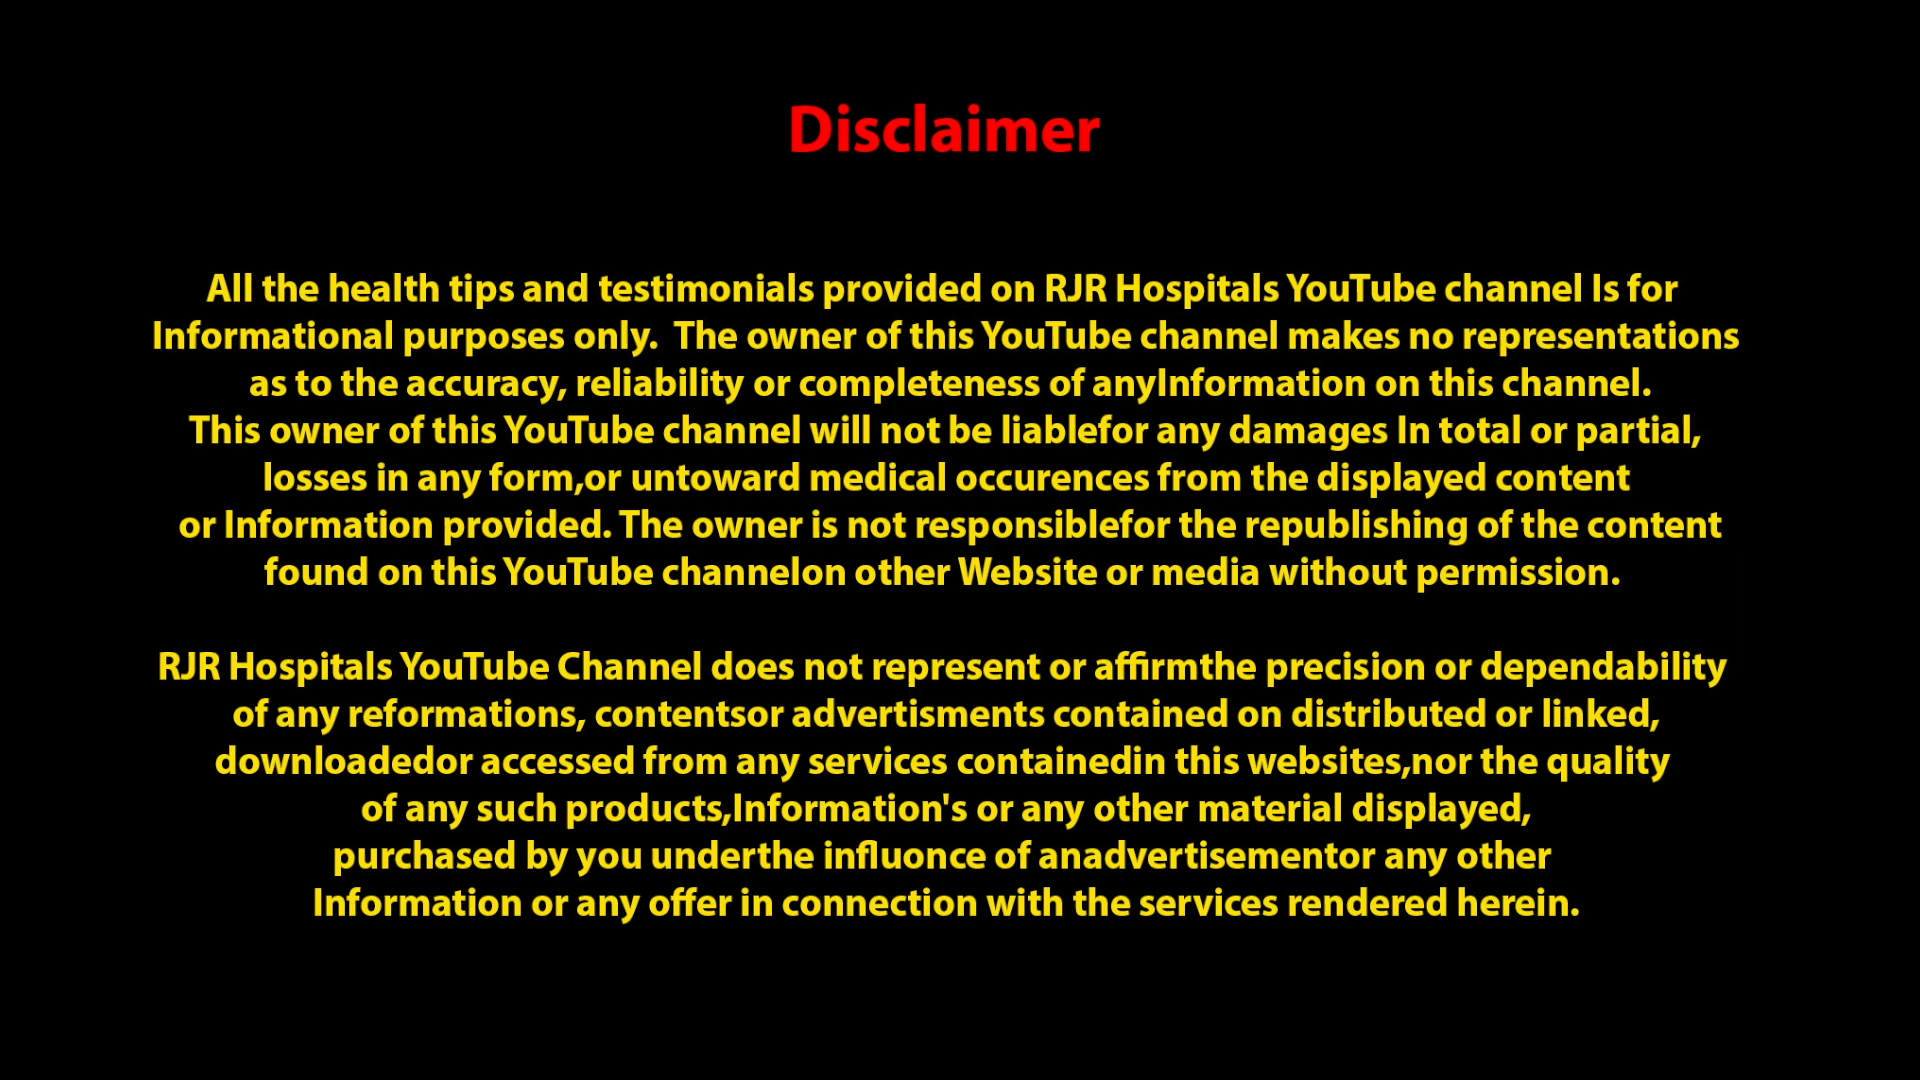 Disclaimer
All the health tips and testimonials provided on RJR Hospitals YouTube channel Is for
Informational purposes only.  The owner of this YouTube channel makes no representations
as to the accuracy, reliability or completeness of anyInformation on this channel.
This owner of this YouTube channel will not be liablefor any damages In total or partial,
losses in any form,or untoward medical occurences from the displayed content
or Information provided. The owner is not responsiblefor the republishing of the content
found on this YouTube channelon other Website or media without permission.
RJR Hospitals YouTube Channel does not represent or affirmthe precision or dependability
of any reformations, contentsor advertisments contained on distributed or linked,
downloadedor accessed from any services containedin this websites,nor the quality
of any such products,Information's or any other material displayed,
purchased by you underthe influonce of anadvertisementor any other
Information or any offer in connection with the services rendered herein.